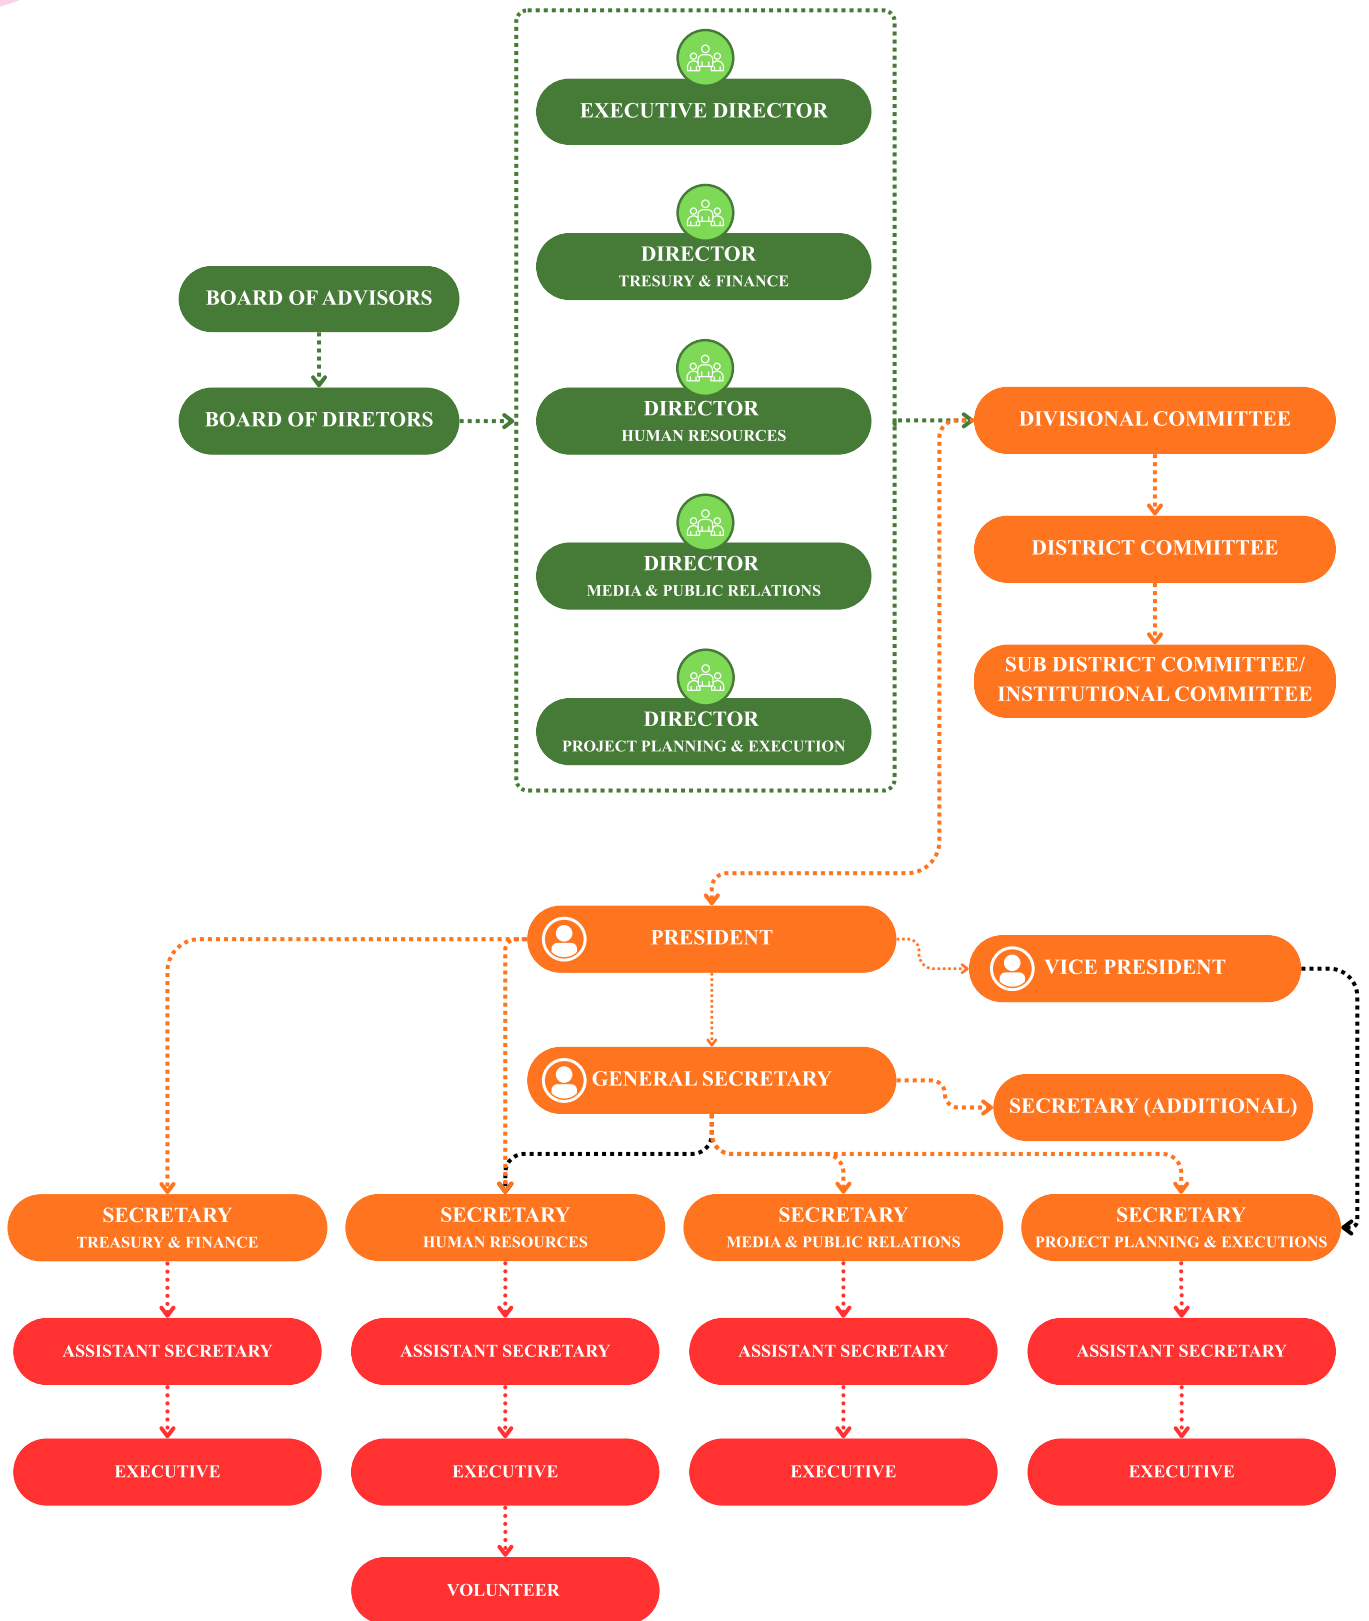 EXECUTIVE DIRECTOR
DIRECTOR
TRESURY & FINANCE
BOARD OF ADVISORS
BOARD OF DIRETORS
DIRECTOR
HUMAN RESOURCES
DIRECTOR
MEDIA & PUBLIC RELATIONS
DIRECTOR
PROJECT PLANNING & EXECUTION
DIVISIONAL COMMITTEE
DISTRICT COMMITTEE
SUB DISTRICT COMMITTEE/
INSTITUTIONAL COMMITTEE
PRESIDENT
VICE PRESIDENT
GENERAL SECRETARY
SECRETARY (ADDITIONAL)
SECRETARY
TREASURY & FINANCE
SECRETARY
HUMAN RESOURCES
SECRETARY
MEDIA & PUBLIC RELATIONS
SECRETARY
PROJECT PLANNING & EXECUTIONS
ASSISTANT SECRETARY
ASSISTANT SECRETARY
ASSISTANT SECRETARY
ASSISTANT SECRETARY
EXECUTIVE
EXECUTIVE
EXECUTIVE
EXECUTIVE
VOLUNTEER